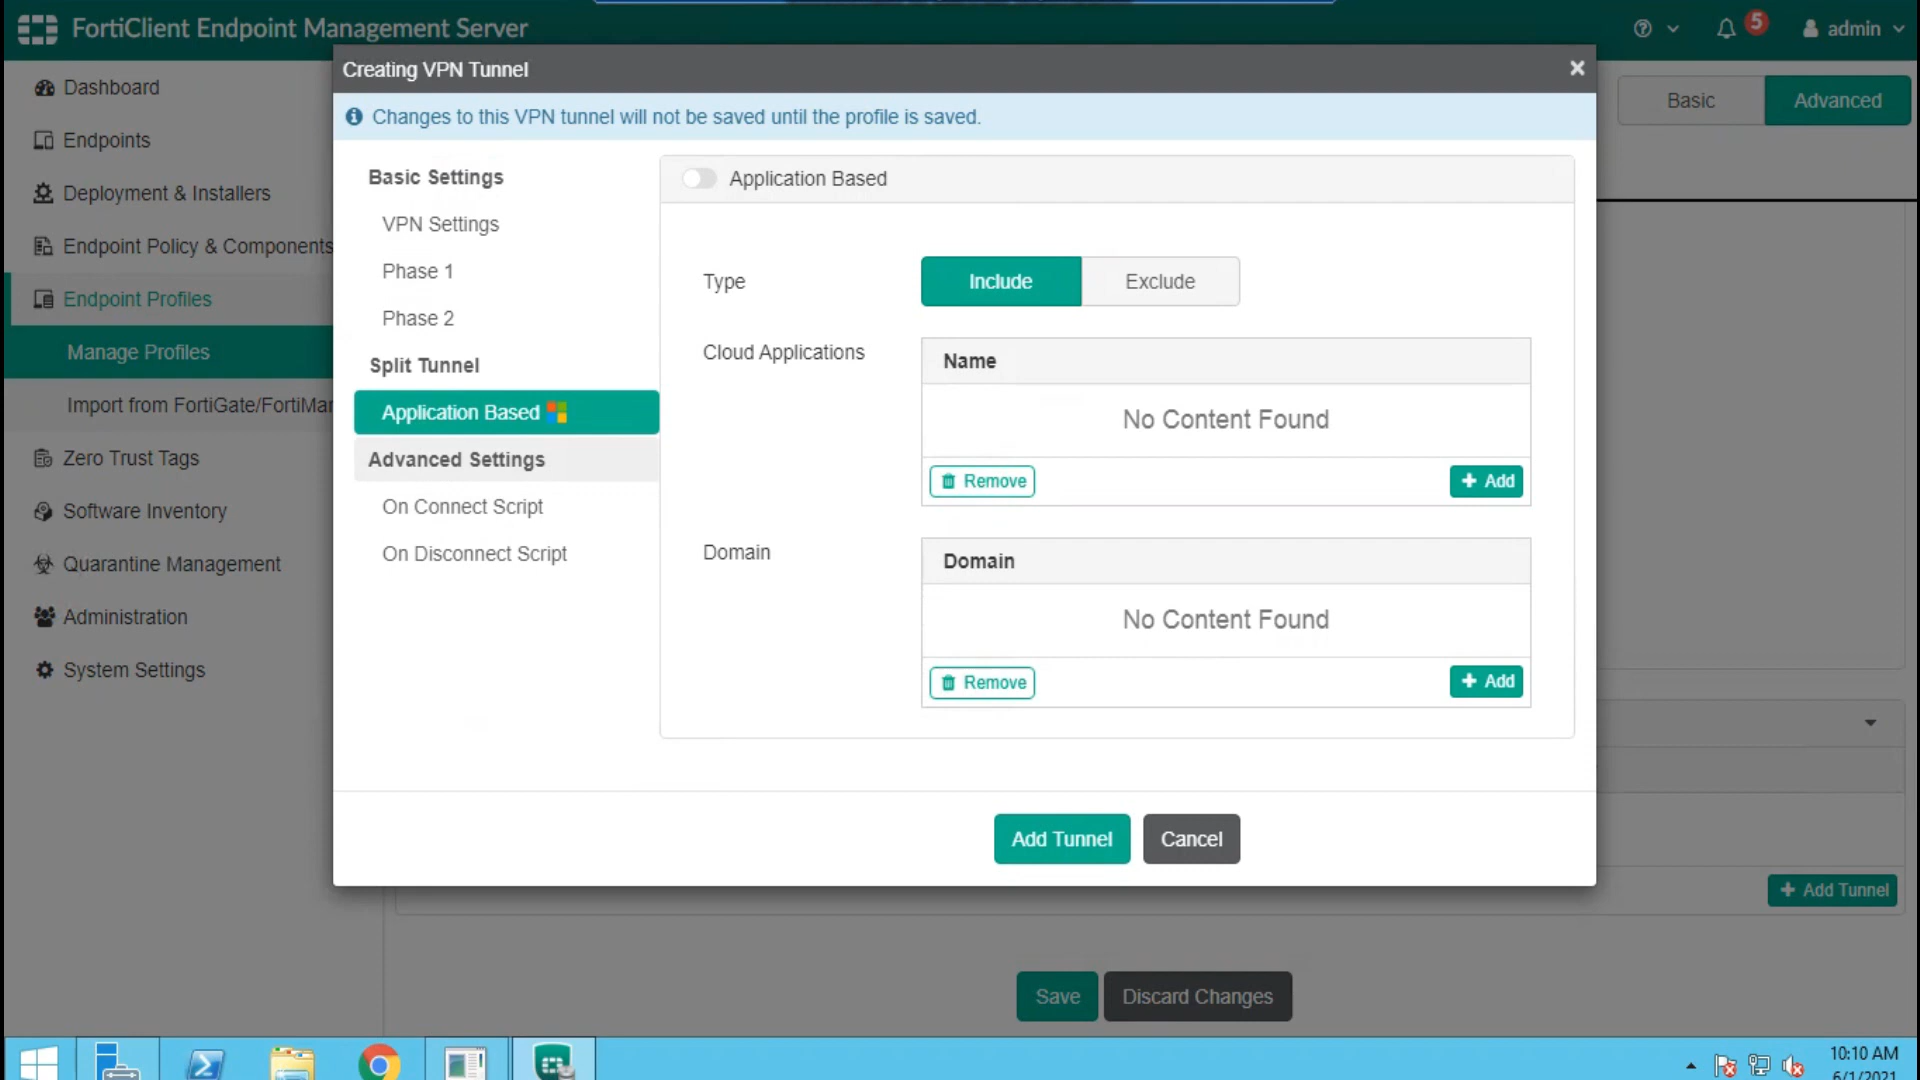 FortiClient Endpoint Management Server
5
admin
Creating VPN Tunnel
Changes to this VPN tunnel will not be saved until the profile is saved.
Basic
Advanced
Dashboard
Endpoints
Deployment & Installers
Endpoint Policy & Components
Endpoint Profiles
Manage Profiles
Import from FortiGate/FortiMan
Zero Trust Tags
Software Inventory
Quarantine Management
Administration
System Settings
Basic Settings
VPN Settings
Phase 1
Phase 2
Split Tunnel
Application Based
Advanced Settings
On Connect Script
On Disconnect Script
Application Based
Type
Include
Exclude
Cloud Applications
Name
No Content Found
Remove
+ Add
Domain
Domain
No Content Found
Remove
+ Add
Add Tunnel
Cancel
+ Add Tunnel
Save
Discard Changes
10:10 AM
6/1/2021